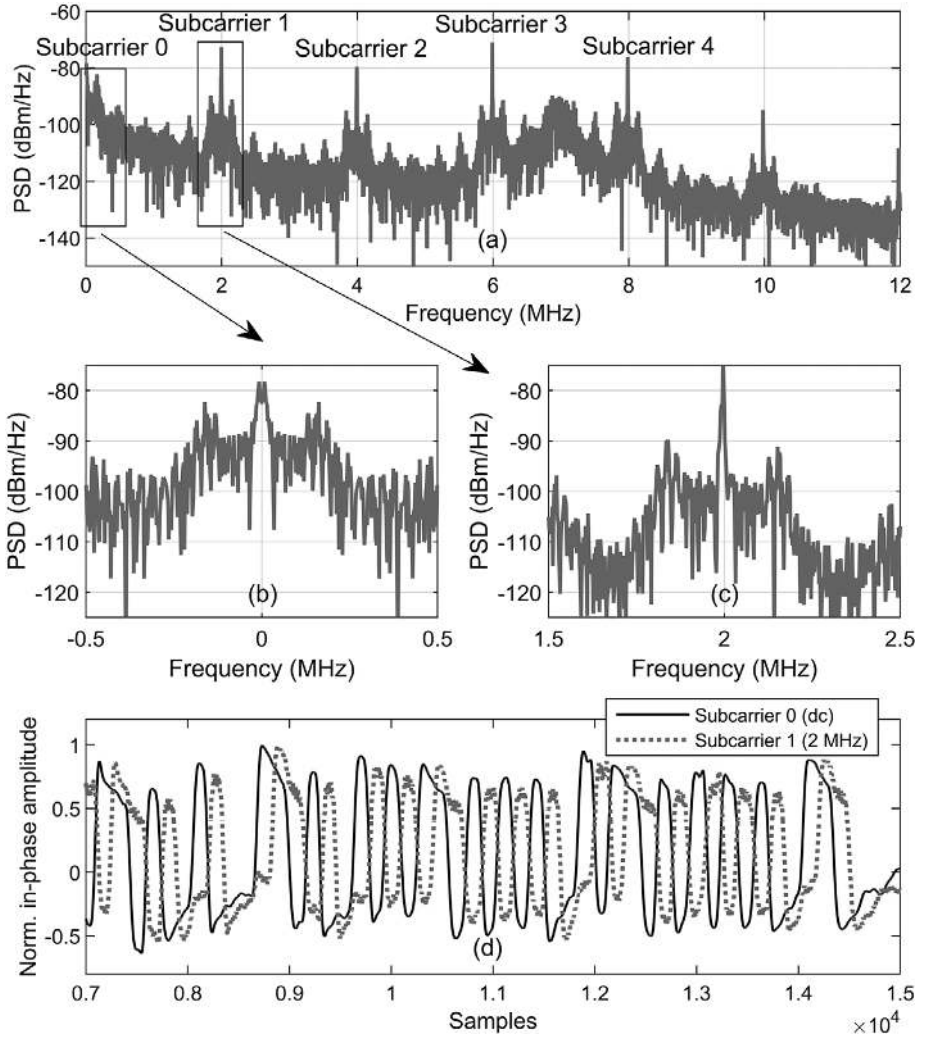 -60
Subcarrier 1
Subcarrier 3
Subcarrier 0
Subcarrier 2
Subcarrier 4
-80
-100
-120
-140
PSD (dBm/Hz)
(a)
0 2 4 6 8 10 12
Frequency (MHz)
-80
-90
-100
-110
-120
PSD (dBm/Hz)
(b)
-0.5 0 0.5
Frequency (MHz)
-80
-90
-100
-110
-120
PSD (dBm/Hz)
(c)
1.5 2 2.5
Frequency (MHz)
Subcarrier 0 (dc)
Subcarrier 1 (2 MHz)
1
0.5
0
-0.5
Norm. in-phase amplitude
(d)
0.7 0.8 0.9 1 1.1 1.2 1.3 1.4 1.5
Samples
×10⁴